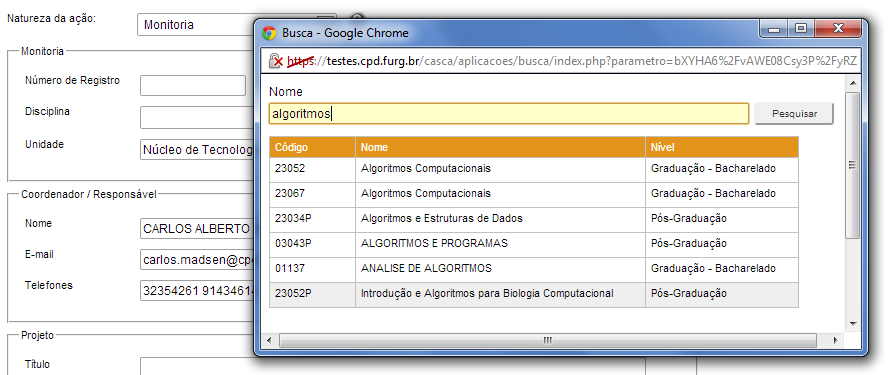 Natureza da ação: Monitoria
Monitoria
Número de Registro
Disciplina
Unidade Núcleo de Tecnolog
Coordenador / Responsável
Nome CARLOS ALBERTO
E-mail carlos.madsen@cp
Telefones 32354261 9143461
Projeto
Título
Busca - Google Chrome
https://testes.cpd.furg.br/casca/aplicacoes/busca/index.php?parametro=bXYHA6%2FvAWE08Csy3P%2FyRZ
Nome
algoritmos Pesquisar
Código Nome Nível
23052 Algoritmos Computacionais Graduação - Bacharelado
23067 Algoritmos Computacionais Graduação - Bacharelado
23034P Algoritmos e Estruturas de Dados Pós-Graduação
03043P ALGORITMOS E PROGRAMAS Pós-Graduação
01137 ANALISE DE ALGORITMOS Graduação - Bacharelado
23052P Introdução e Algoritmos para Biologia Computacional Pós-Graduação